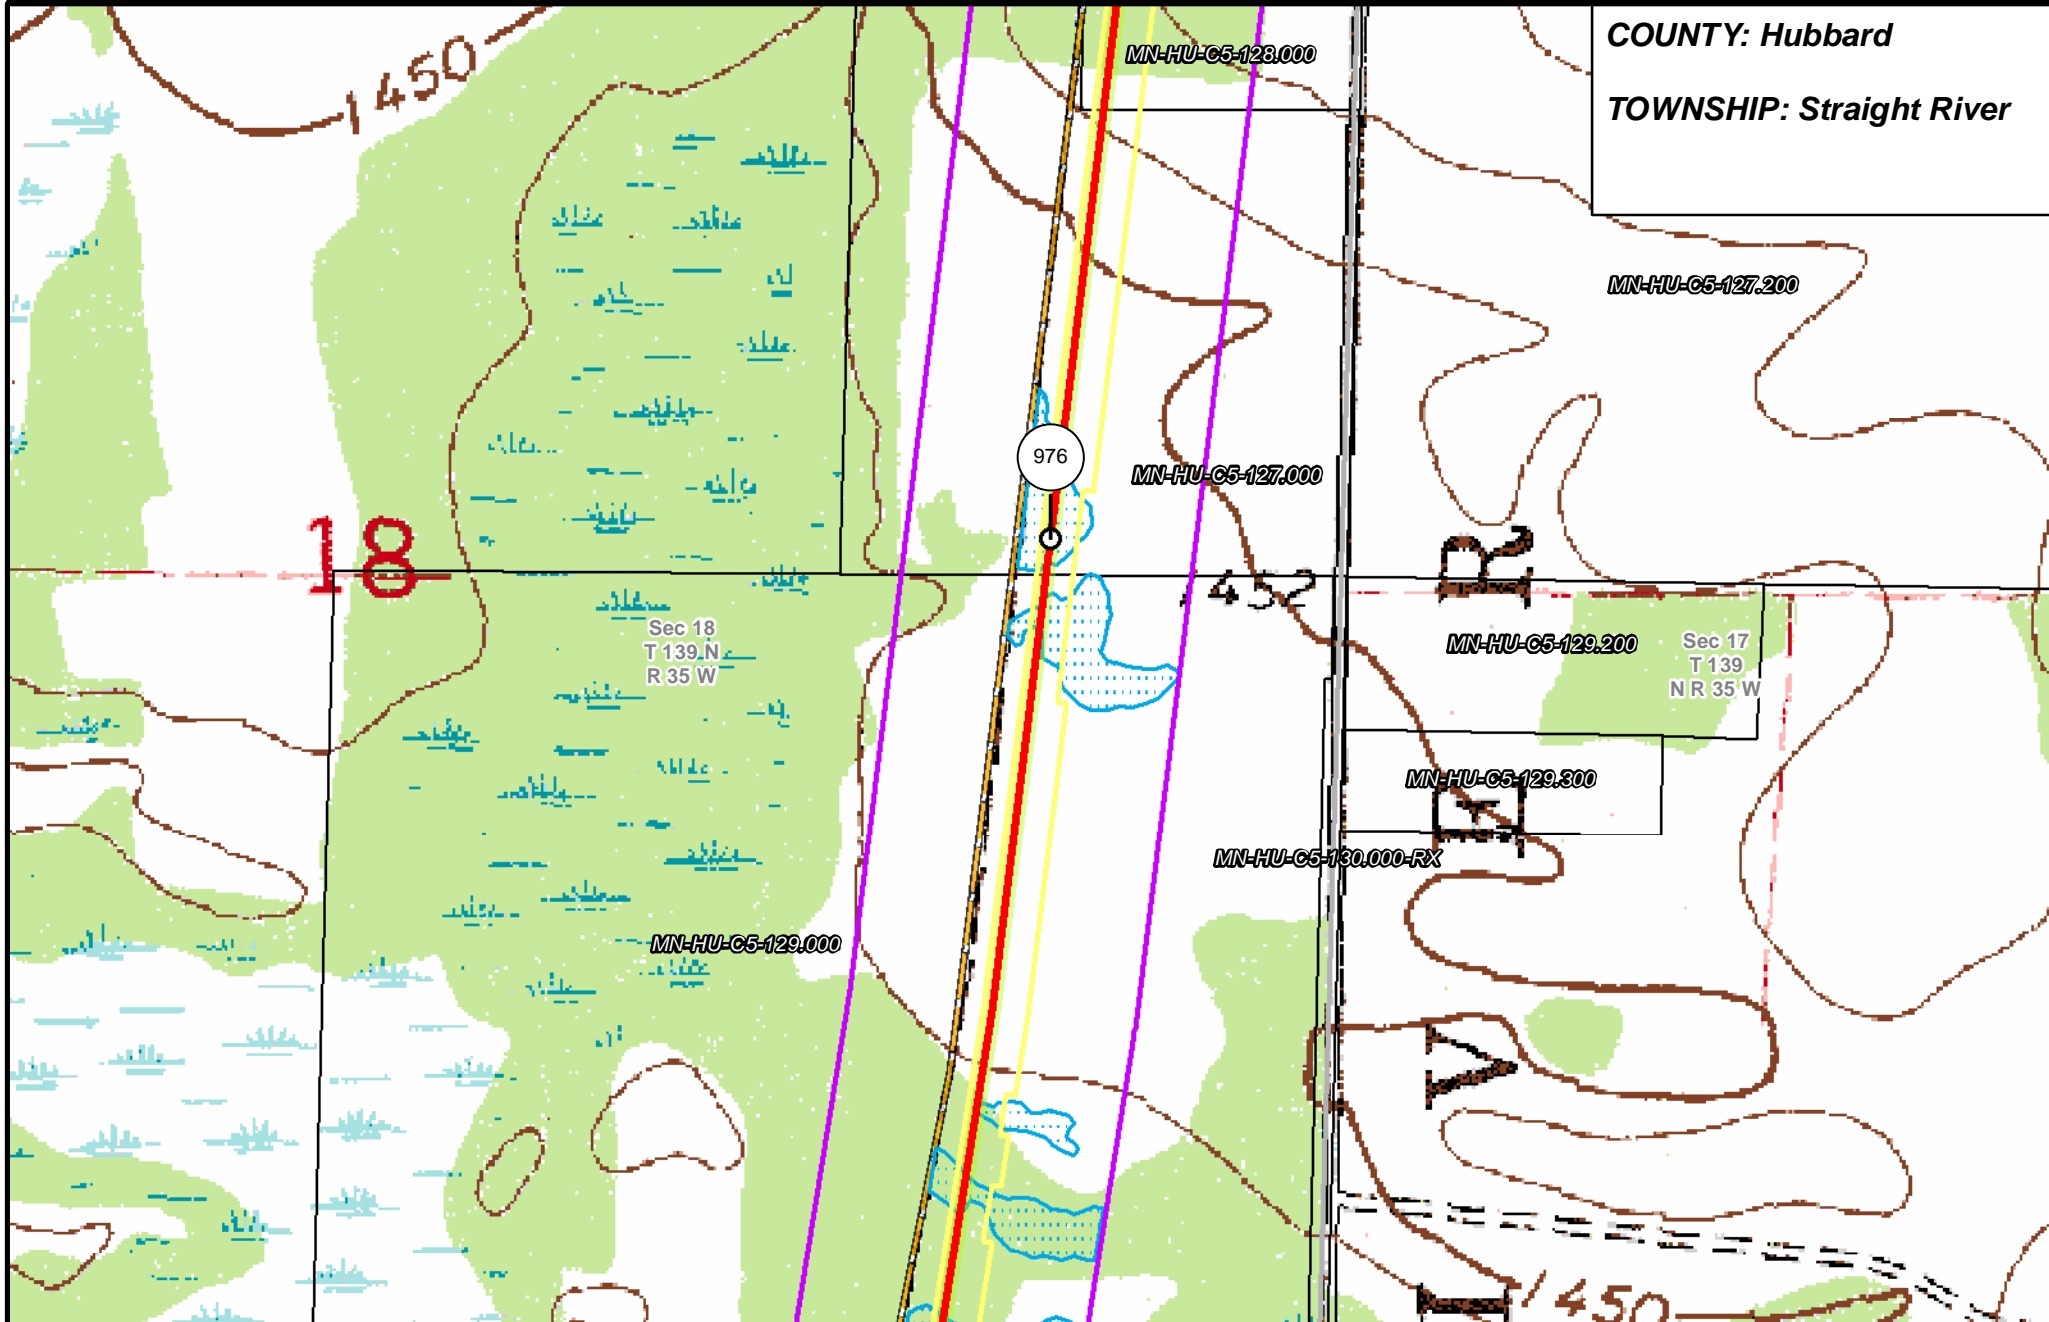 COUNTY: Hubbard
TOWNSHIP: Straight River
1450
MN-HU-C5-128.000
MN-HU-C5-127.200
976
MN-HU-C5-127.000
18
1452
R
Sec 18
T 139 N
R 35 W
MN-HU-C5-129.200
Sec 17
T 139
N R 35 W
MN-HU-C5-129.300
MN-HU-C5-130.000-RX
MN-HU-C5-129.000
V
I
1450